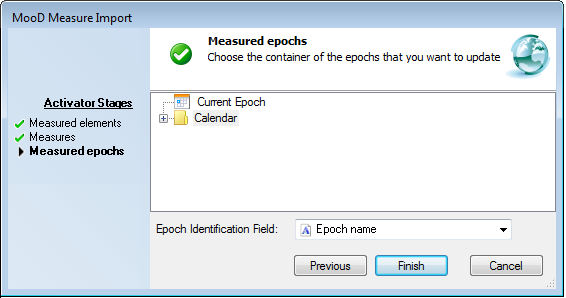 MooD Measure Import
Measured epochs
Choose the container of the epochs that you want to update
Activator Stages
Measured elements
Measures
Measured epochs
Current Epoch
Calendar
Epoch Identification Field:
A Epoch name
Previous
Finish
Cancel